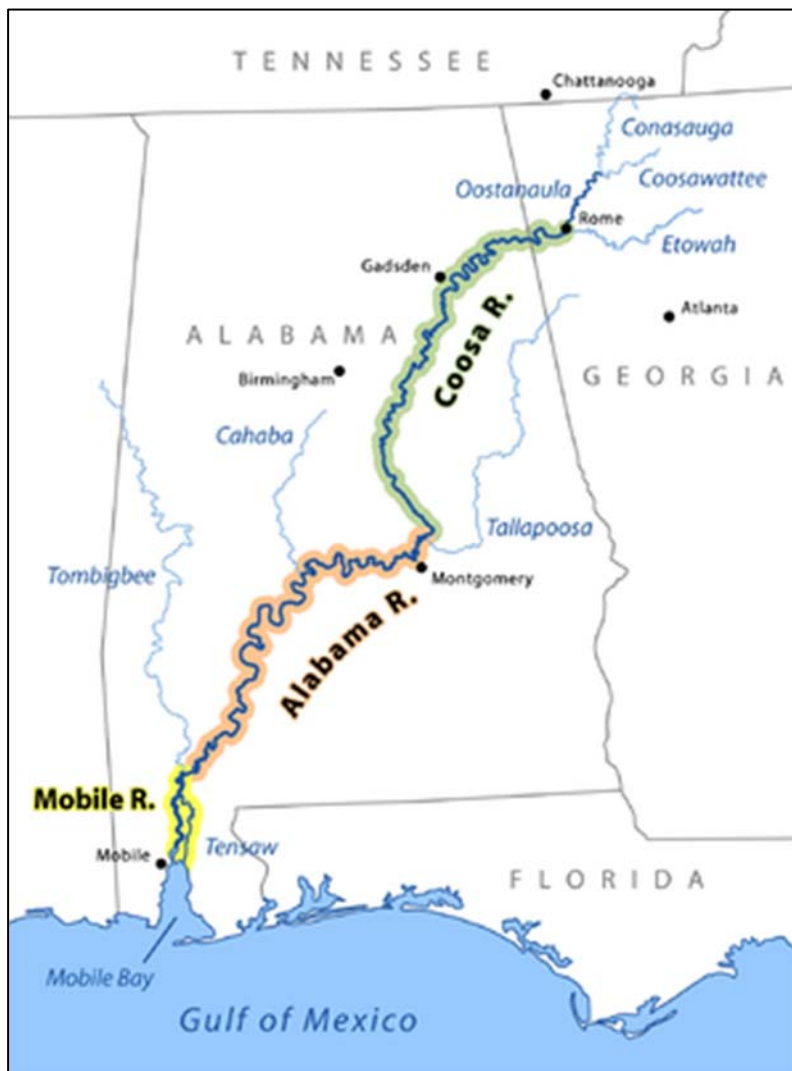 TENNESSEE
Chattanooga
Conasauga
Coosawattee
Oostanaula
Rome
Etowah
Gadsden
Atlanta
ALABAMA
Coosa R.
Birmingham
GEORGIA
Cahaba
Tallapoosa
Tombigbee
Montgomery
Alabama R.
Mobile R.
Mobile
Tensaw
FLORIDA
Mobile Bay
Gulf of Mexico